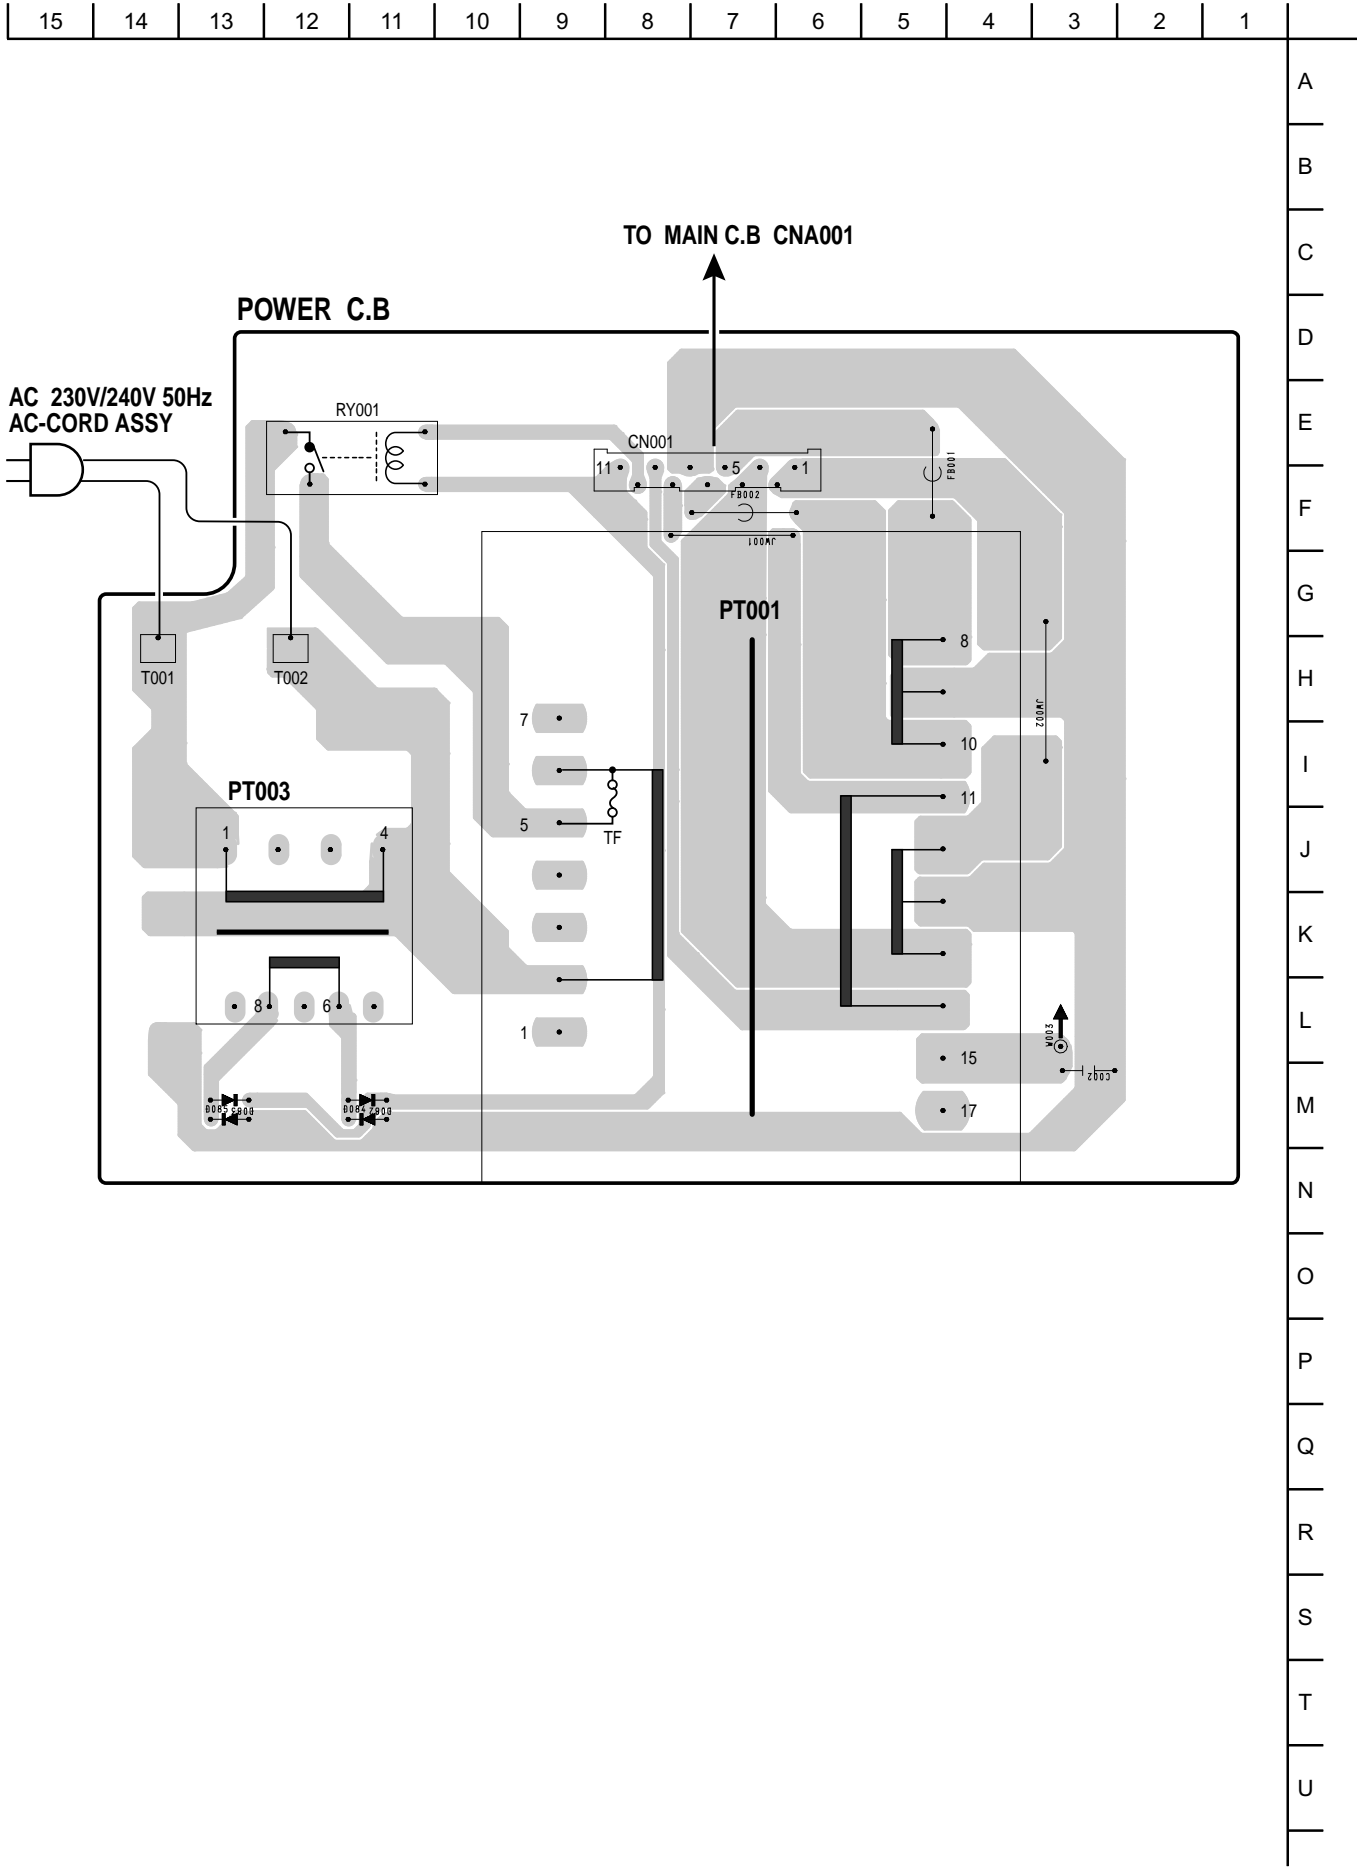 15 14 13 12 11 10 9 8 7 6 5 4 3 2 1
A
B
TO MAIN C.B CNA001
C
POWER C.B
D
AC 230V/240V 50Hz
AC-CORD ASSY
RY001
E
CN001
11 5 1
FB001
FB002
F
JW001
G
PT001
8
T001
T002
H
7
JW002
10
I
PT003
11
1 4
5
TF
J
K
8 6
1
L
W003
15
C002
D085 D083
D084 D082
17
M
N
O
P
Q
R
S
T
U